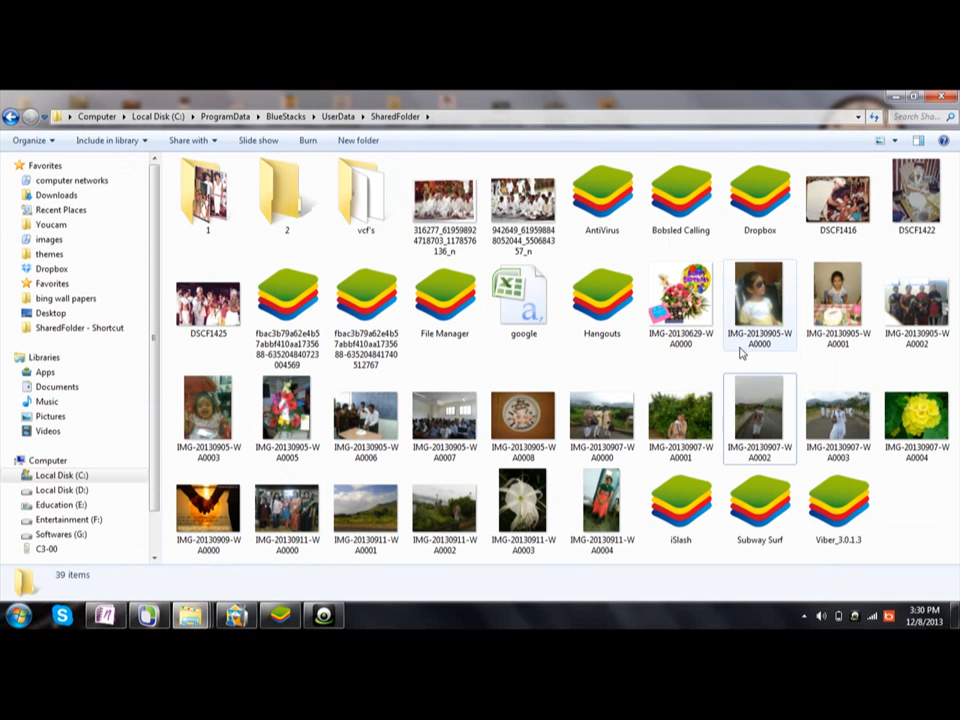 Computer ▸ Local Disk (C:) ▸ ProgramData ▸ BlueStacks ▸ UserData ▸ SharedFolder ▸
Search Sha...
Organize Include in library Share with Slide show Burn New folder
Favorites
computer networks
Downloads
Recent Places
Youcam
images
themes
Dropbox
Favorites
bing wall papers
Desktop
SharedFolder - Shortcut
Libraries
Apps
Documents
Music
Pictures
Videos
Computer
Local Disk (C:)
Local Disk (D:)
Education (E:)
Entertainment (F:)
Softwares (G:)
C3-00
1
2
vcf's
316277_61959892
4718703_1178576
136_n
942649_61959884
8052044_5506843
57_n
AntiVirus
Bobsled Calling
Dropbox
DSCF1416
DSCF1422
DSCF1425
fbac3b79a62e4b5
7abbf410aa17356
88-635204840723
004569
fbac3b79a62e4b5
7abbf410aa17356
88-635204841740
512767
File Manager
google
Hangouts
IMG-20130629-W
A0000
IMG-20130905-W
A0000
IMG-20130905-W
A0001
IMG-20130905-W
A0002
IMG-20130905-W
A0003
IMG-20130905-W
A0005
IMG-20130905-W
A0006
IMG-20130905-W
A0007
IMG-20130905-W
A0008
IMG-20130907-W
A0000
IMG-20130907-W
A0001
IMG-20130907-W
A0002
IMG-20130907-W
A0003
IMG-20130907-W
A0004
IMG-20130909-W
A0000
IMG-20130911-W
A0000
IMG-20130911-W
A0001
IMG-20130911-W
A0002
IMG-20130911-W
A0003
IMG-20130911-W
A0004
iSlash
Subway Surf
Viber_3.0.1.3
39 items
3:30 PM
12/8/2013